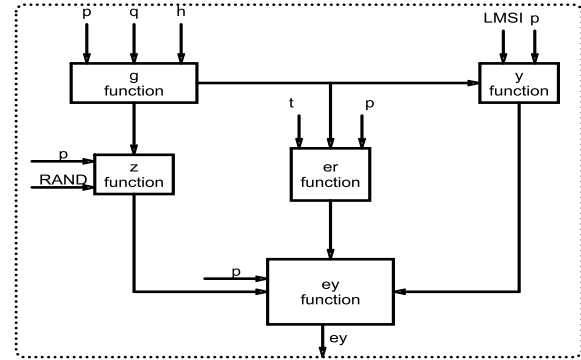 p q h
LMSI p
g
function
y
function
t p
p
z
function
RAND
er
function
p
ey
function
ey